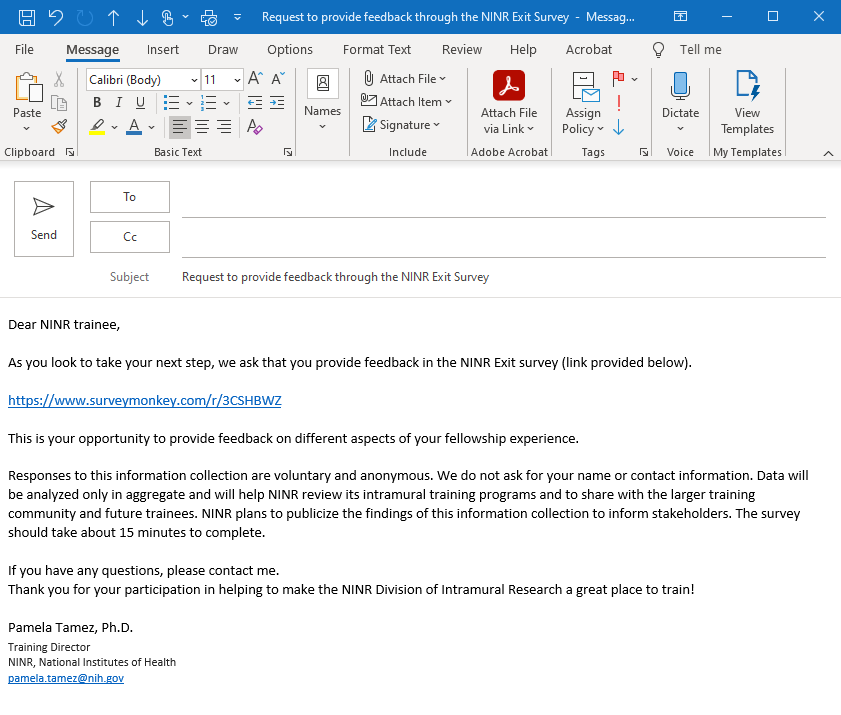 Request to provide feedback through the NINR Exit Survey - Messag...
File Message Insert Draw Options Format Text Review Help Acrobat Tell me
Calibri (Body) 11
Paste
B I U
A A
Names
Attach File
Attach Item
Signature
Attach File
via Link
Assign
Policy
Dictate
View
Templates
Clipboard Basic Text Include Adobe Acrobat Tags Voice My Templates
Send
To
Cc
Subject Request to provide feedback through the NINR Exit Survey
Dear NINR trainee,
As you look to take your next step, we ask that you provide feedback in the NINR Exit survey (link provided below).
https://www.surveymonkey.com/r/3CSHBWZ
This is your opportunity to provide feedback on different aspects of your fellowship experience.
Responses to this information collection are voluntary and anonymous. We do not ask for your name or contact information. Data will
be analyzed only in aggregate and will help NINR review its intramural training programs and to share with the larger training
community and future trainees. NINR plans to publicize the findings of this information collection to inform stakeholders. The survey
should take about 15 minutes to complete.
If you have any questions, please contact me.
Thank you for your participation in helping to make the NINR Division of Intramural Research a great place to train!
Pamela Tamez, Ph.D.
Training Director
NINR, National Institutes of Health
pamela.tamez@nih.gov